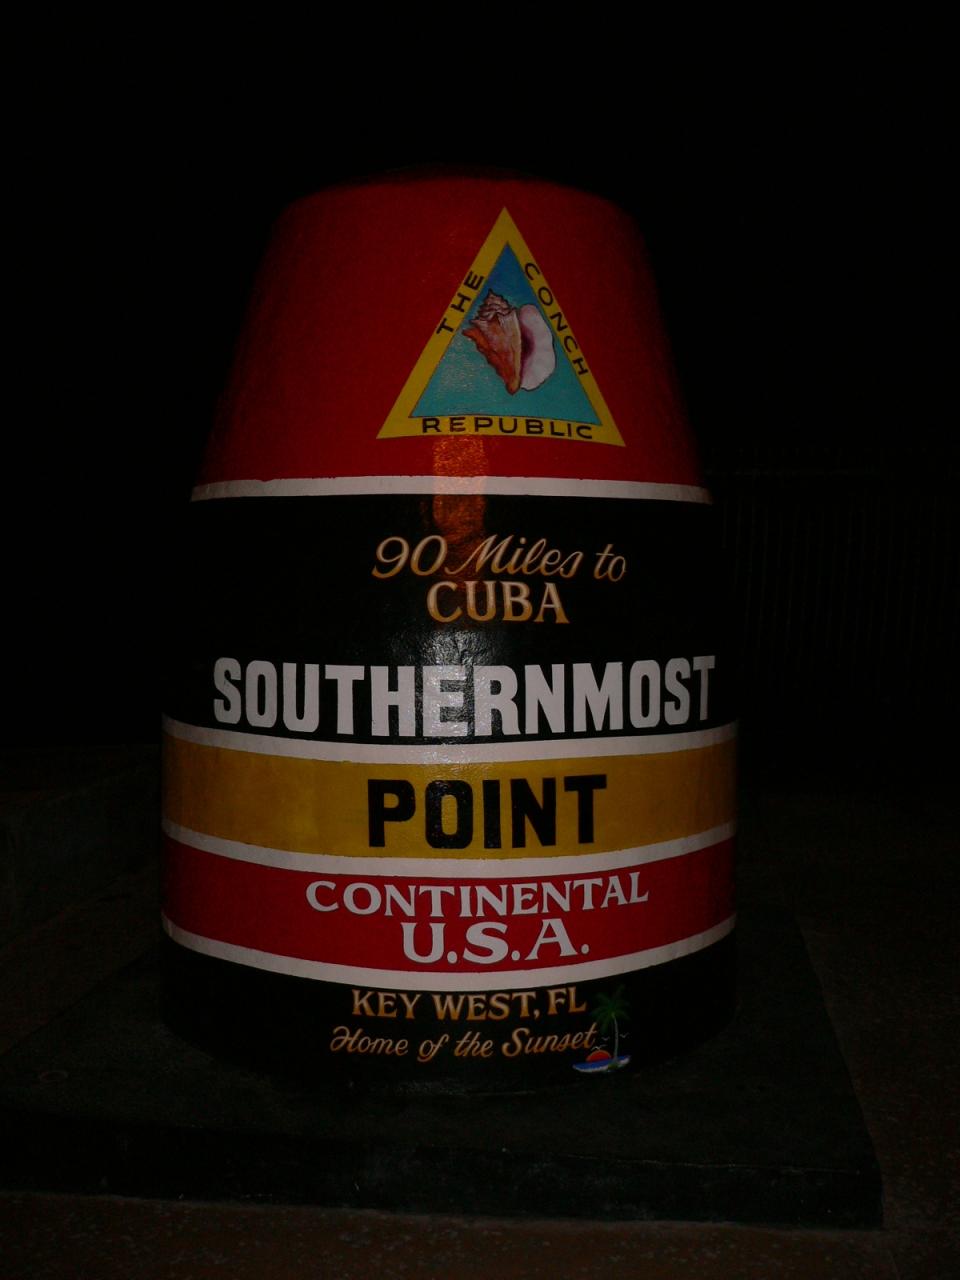 THE CONCH
REPUBLIC
90 Miles to
CUBA
SOUTHERNMOST
POINT
CONTINENTAL
U.S.A.
KEY WEST, FL
Home of the Sunset